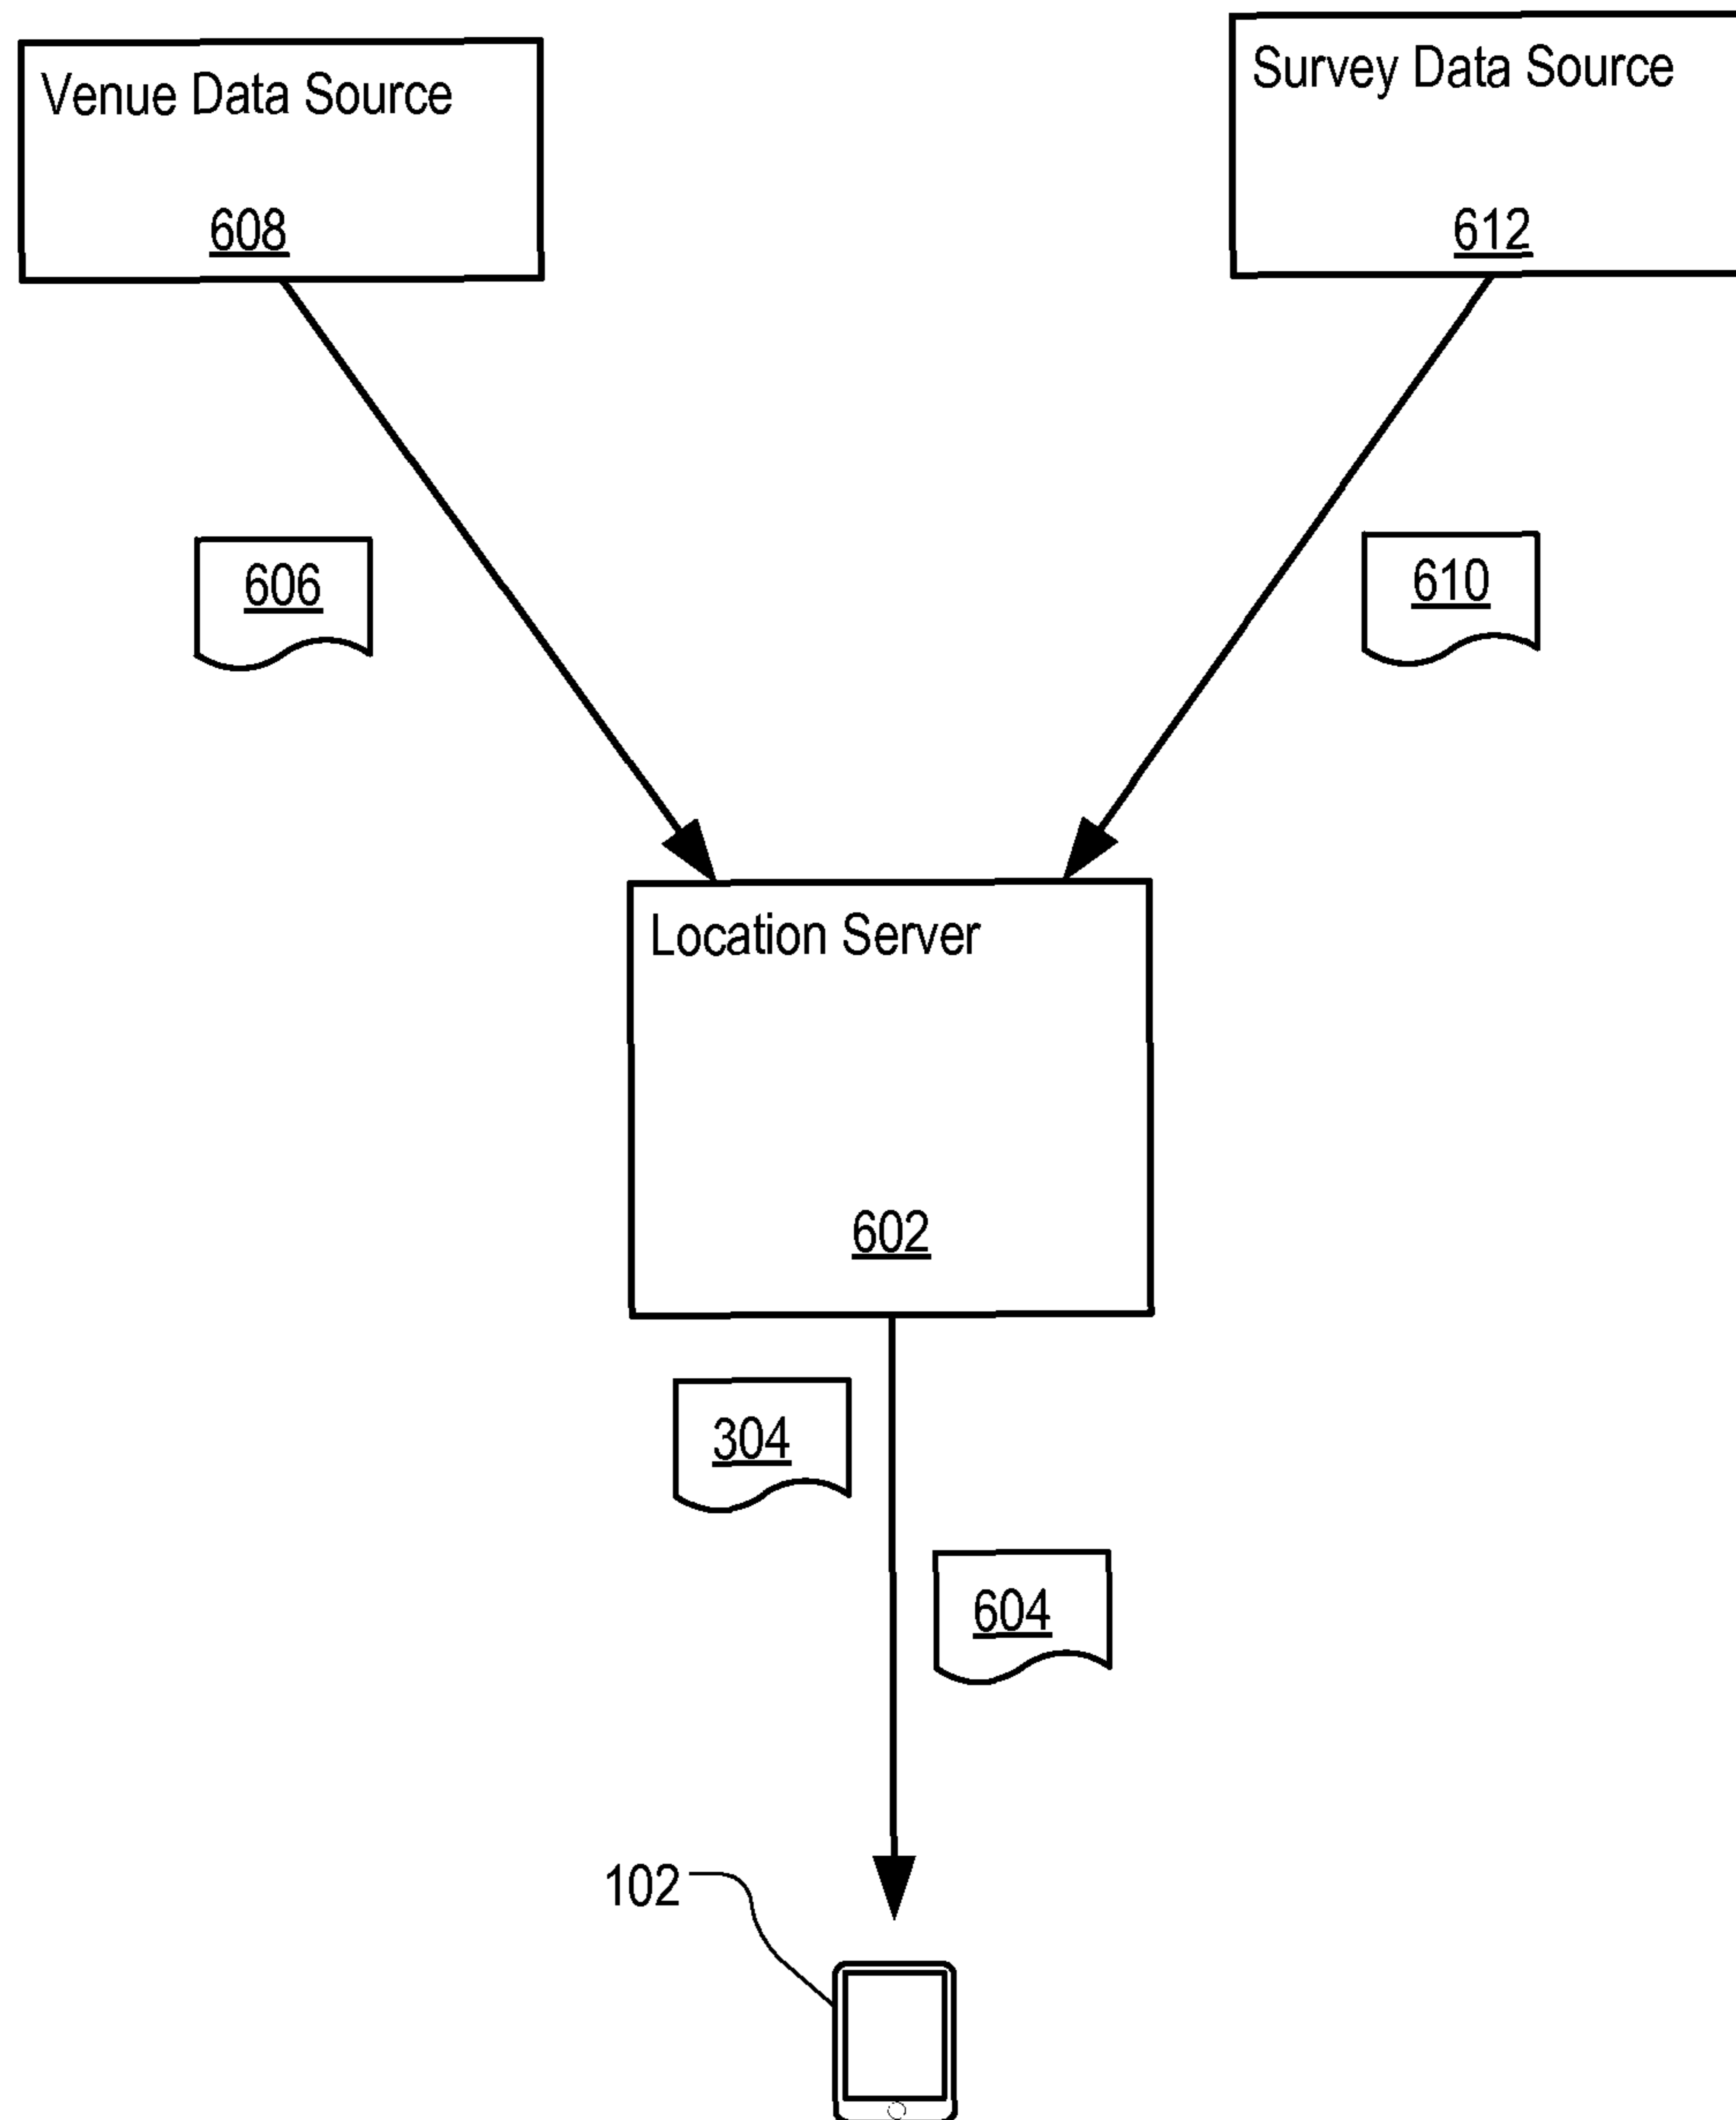 Venue Data Source
608
Survey Data Source
612
606
610
Location Server
602
304
604
102